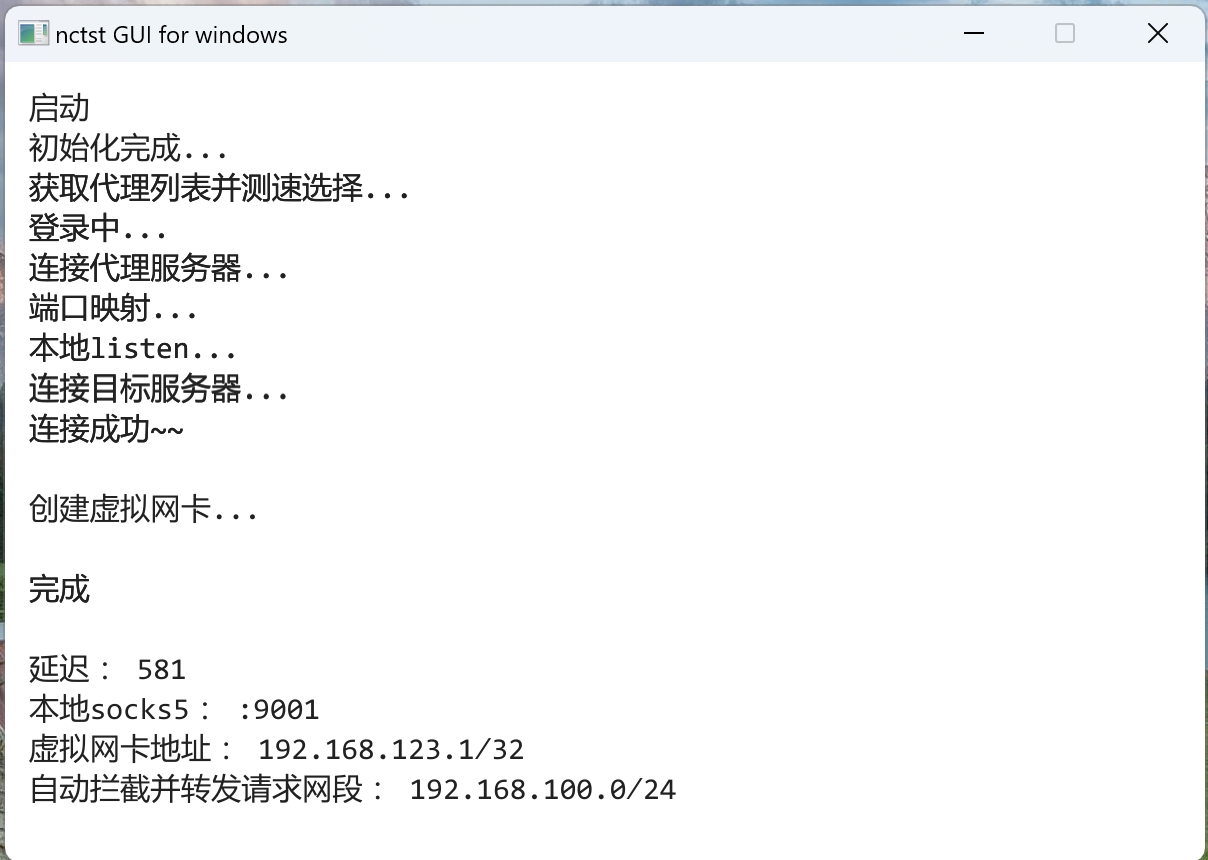 nctst GUI for windows
启动
初始化完成...
获取代理列表并测速选择...
登录中...
连接代理服务器...
端口映射...
本地listen...
连接目标服务器...
连接成功~~
创建虚拟网卡...
完成
延迟： 581
本地socks5： :9001
虚拟网卡地址： 192.168.123.1/32
自动拦截并转发请求网段： 192.168.100.0/24